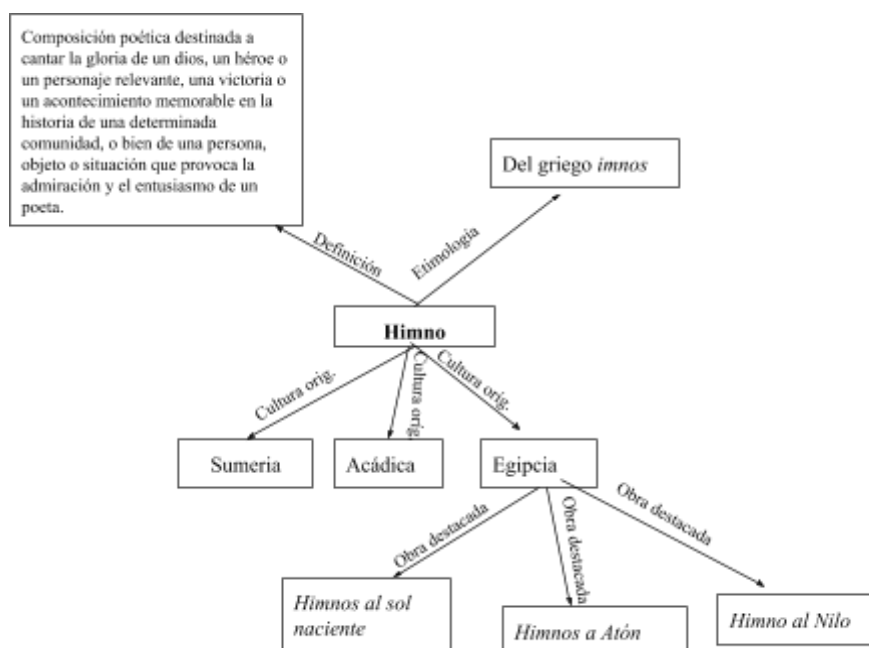 Composición poética destinada a
cantar la gloria de un dios, un héroe o
un personaje relevante, una victoria o
un acontecimiento memorable en la
historia de una determinada
comunidad, o bien de una persona,
objeto o situación que provoca la
admiración y el entusiasmo de un
poeta.
Del griego imnos
Definición
Etimología
Himno
Cultura orig.
Cultura orig.
Cultura orig.
Sumeria
Acádica
Egipcia
Obra destacada
Obra destacada
Obra destacada
Himnos al sol
naciente
Himnos a Atón
Himno al Nilo